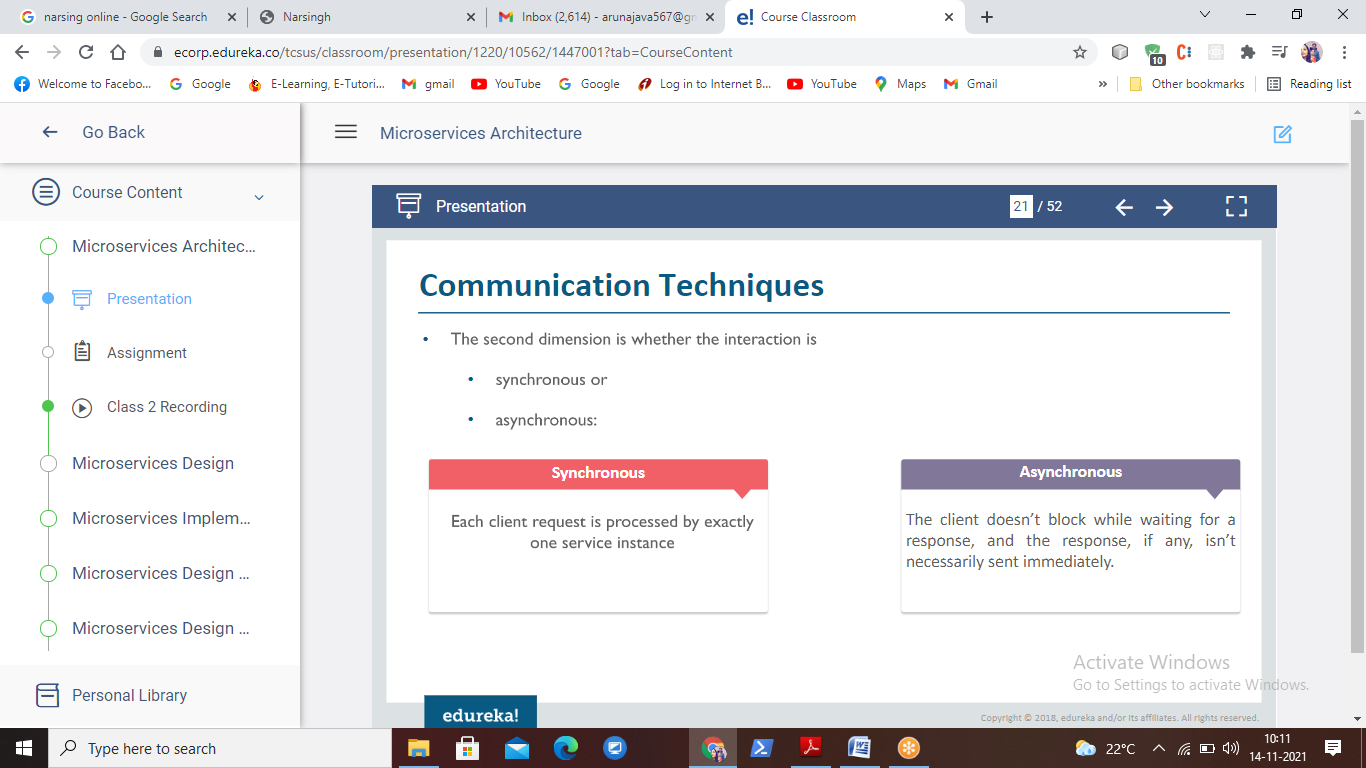 narsing online - Google Search
Narsingh
Inbox (2,614) - arunajava567@gm
Course Classroom
ecorp.edureka.co/tcsus/classroom/presentation/1220/10562/1447001?tab=CourseContent
10
Welcome to Facebo...
Google
E-Learning, E-Tutori...
gmail
YouTube
Google
Log in to Internet B...
YouTube
Maps
Gmail
»
Other bookmarks
Reading list
Go Back
Microservices Architecture
Course Content
Presentation
21 / 52
Microservices Architec...
Presentation
Assignment
Class 2 Recording
Microservices Design
Microservices Implem...
Microservices Design ...
Microservices Design ...
Personal Library
Communication Techniques
• The second dimension is whether the interaction is
• synchronous or
• asynchronous:
Synchronous
Each client request is processed by exactly
one service instance
Asynchronous
The client doesn't block while waiting for a
response, and the response, if any, isn't
necessarily sent immediately.
Activate Windows
Go to Settings to activate Windows.
edureka!
Copyright © 2018, edureka and/or its affiliates. All rights reserved.
Type here to search
22°C
10:11
14-11-2021